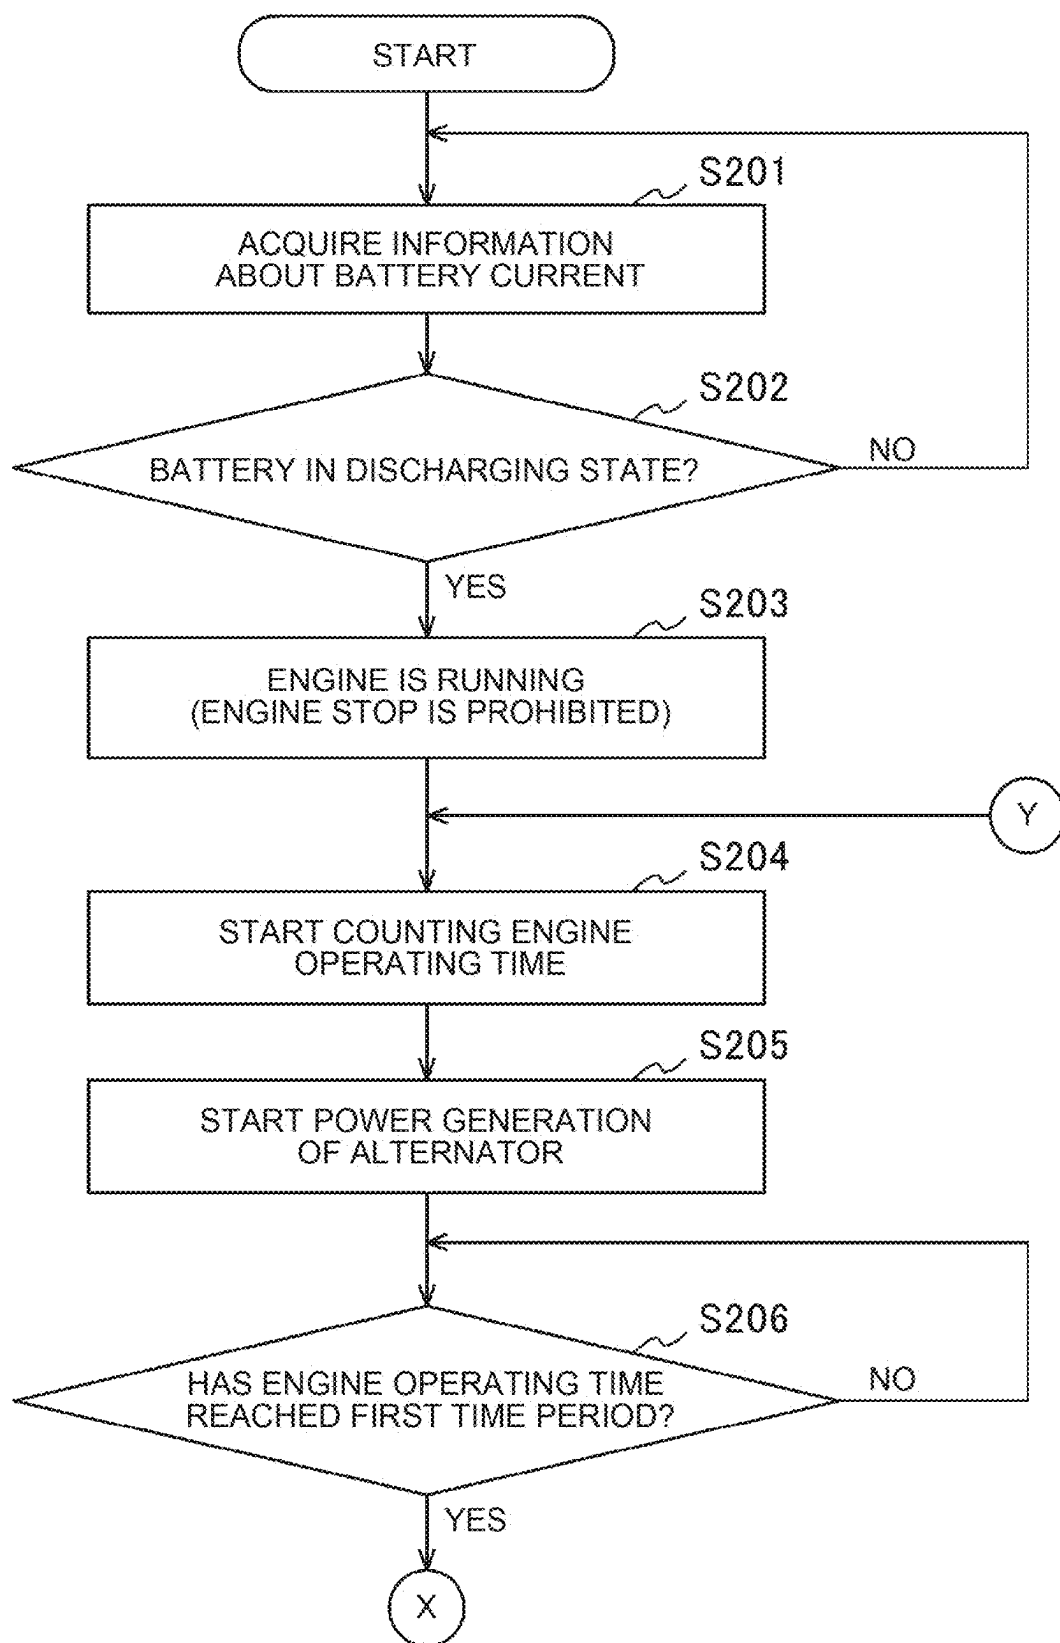 START
S201
ACQUIRE INFORMATION
ABOUT BATTERY CURRENT
S202
BATTERY IN DISCHARGING STATE?
NO
YES
S203
ENGINE IS RUNNING
(ENGINE STOP IS PROHIBITED)
Y
S204
START COUNTING ENGINE
OPERATING TIME
S205
START POWER GENERATION
OF ALTERNATOR
S206
HAS ENGINE OPERATING TIME
REACHED FIRST TIME PERIOD?
NO
YES
X